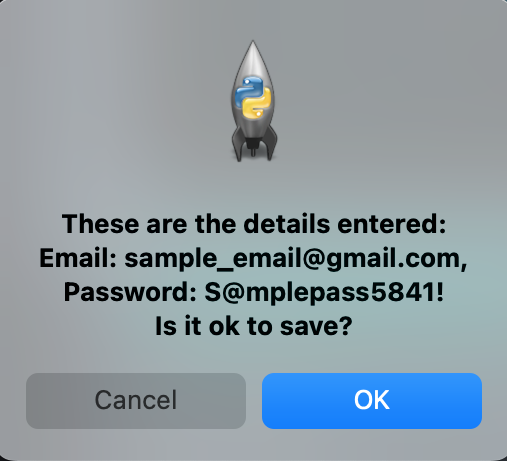 These are the details entered:
Email: sample_email@gmail.com,
Password: S@mplepass5841!
Is it ok to save?
Cancel
OK